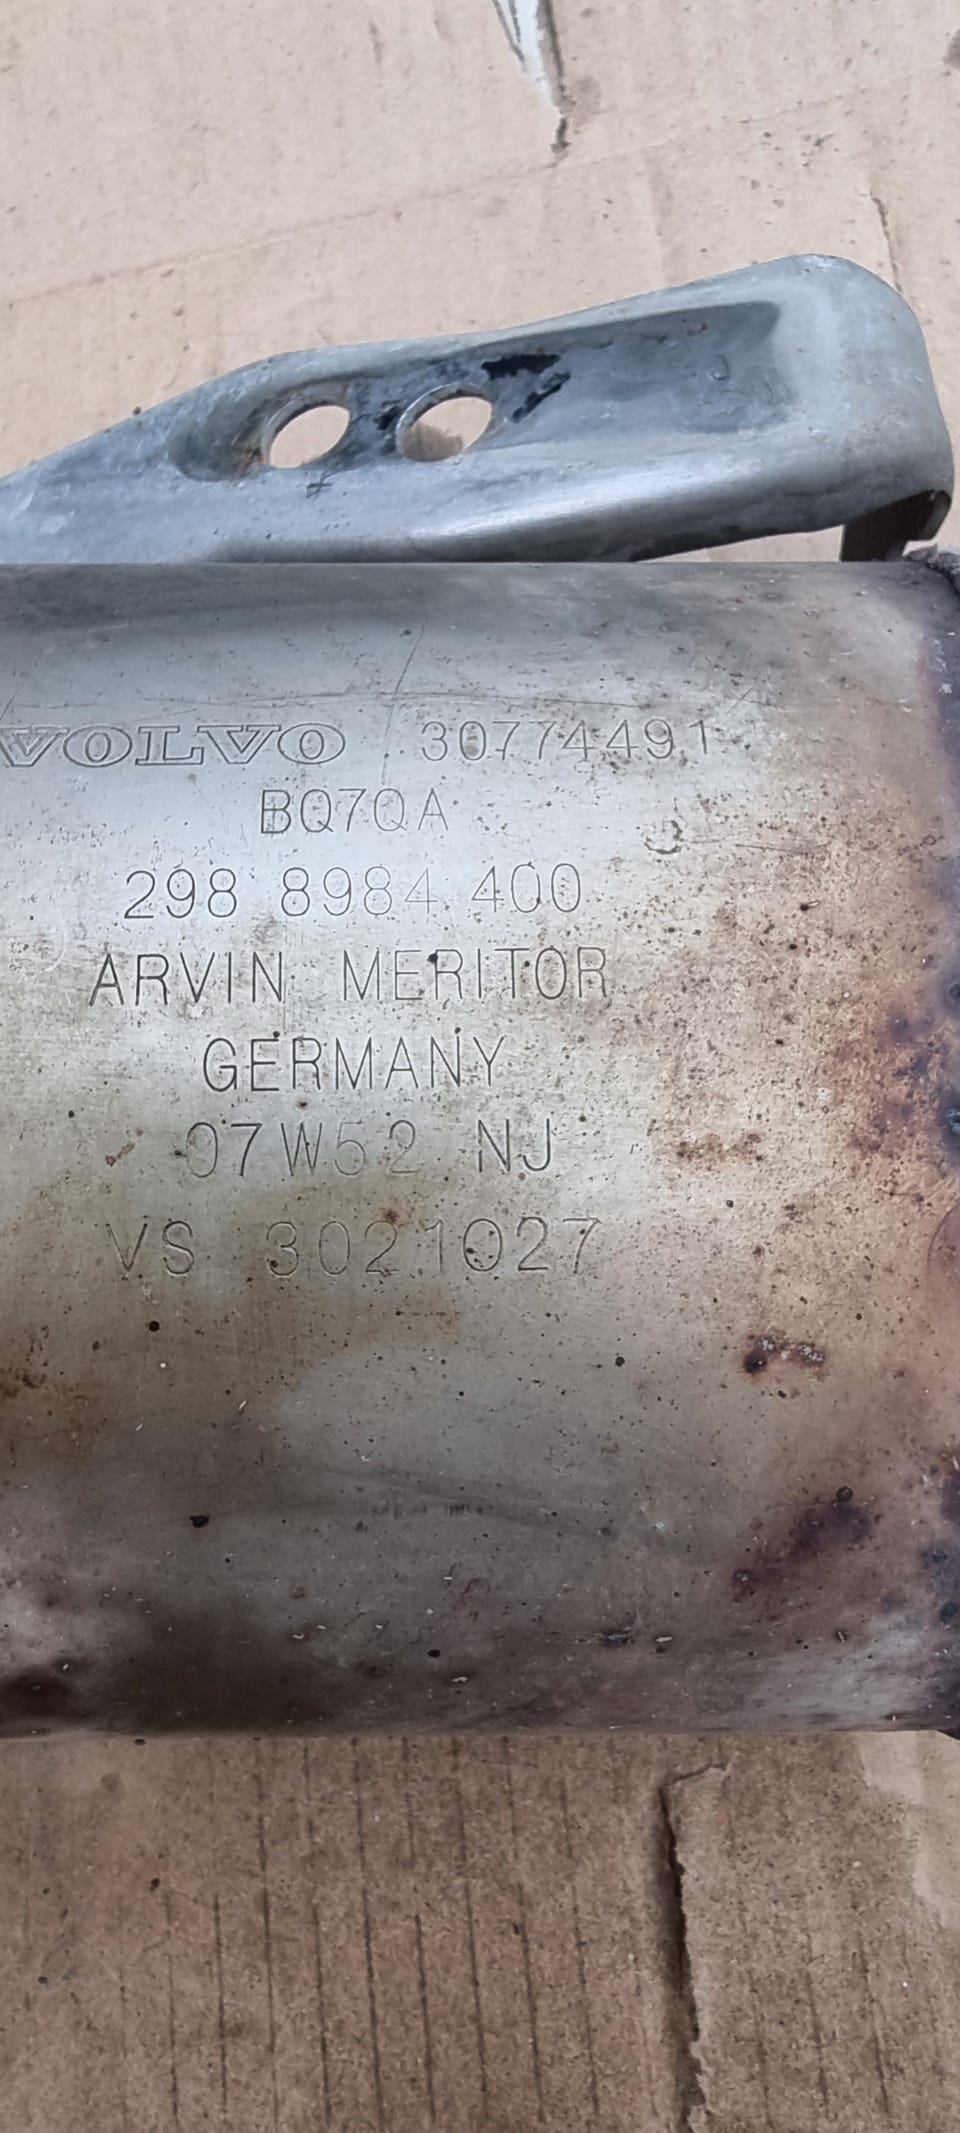 VOLVO 30774491
BQ7QA
298 8984 400
ARVIN MERITOR
GERMANY
07W52 NJ
VS 3021027